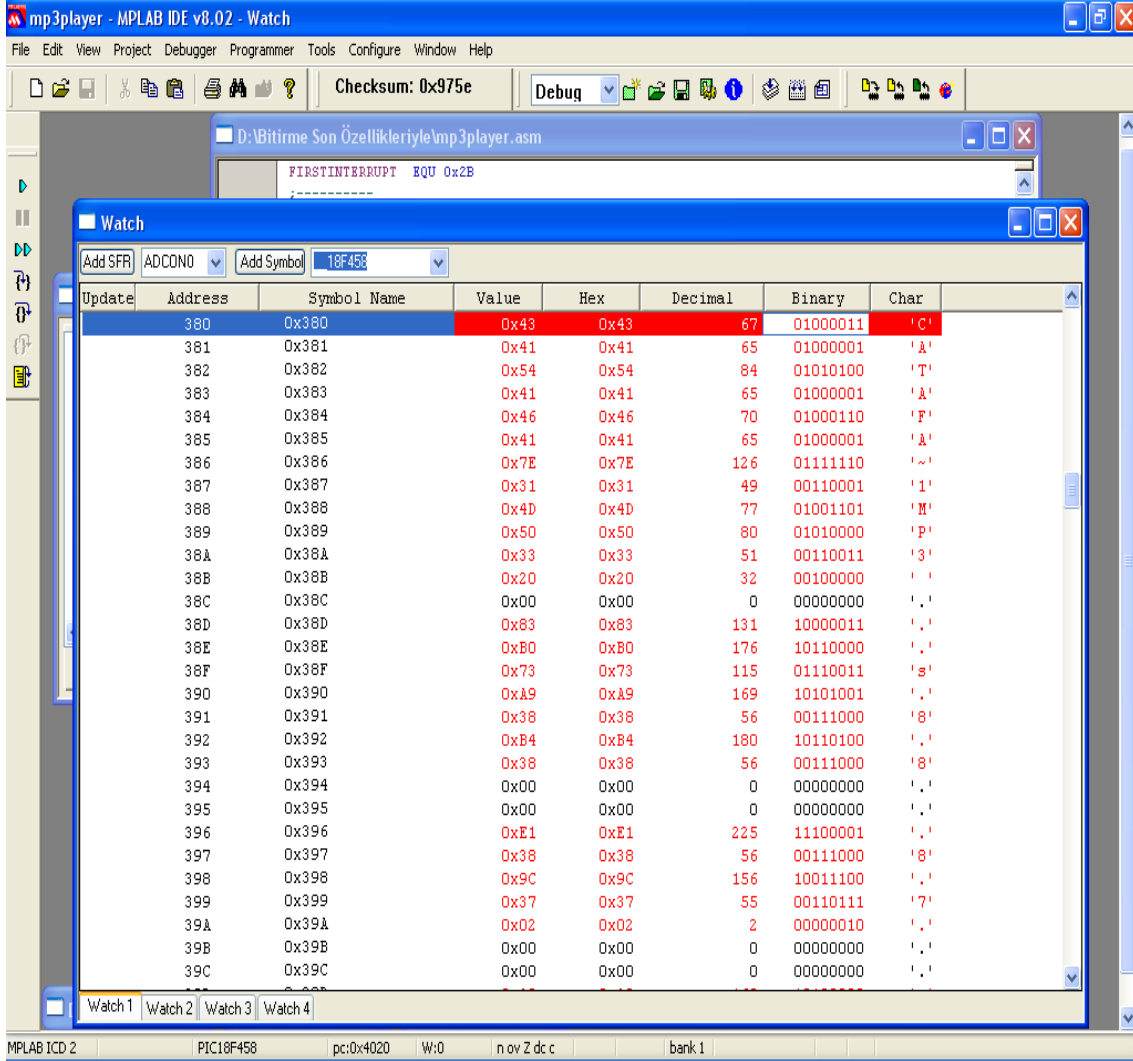 mp3player - MPLAB IDE v8.02 - Watch
File Edit View Project Debugger Programmer Tools Configure Window Help
Checksum: 0x975e Debug
D:\Bitirme Son Özellikleriyle\mp3player.asm
FIRSTINTERRUPT EQU 0x2B
;----------
Watch
Add SFR ADCON0 Add Symbol __18F458
Update Address Symbol Name Value Hex Decimal Binary Char
380 0x380 0x43 0x43 67 01000011 'C'
381 0x381 0x41 0x41 65 01000001 'A'
382 0x382 0x54 0x54 84 01010100 'T'
383 0x383 0x41 0x41 65 01000001 'A'
384 0x384 0x46 0x46 70 01000110 'F'
385 0x385 0x41 0x41 65 01000001 'A'
386 0x386 0x7E 0x7E 126 01111110 '~'
387 0x387 0x31 0x31 49 00110001 '1'
388 0x388 0x4D 0x4D 77 01001101 'M'
389 0x389 0x50 0x50 80 01010000 'P'
38A 0x38A 0x33 0x33 51 00110011 '3'
38B 0x38B 0x20 0x20 32 00100000 ' '
38C 0x38C 0x00 0x00 0 00000000 '.'
38D 0x38D 0x83 0x83 131 10000011 '.'
38E 0x38E 0xB0 0xB0 176 10110000 '.'
38F 0x38F 0x73 0x73 115 01110011 's'
390 0x390 0xA9 0xA9 169 10101001 '.'
391 0x391 0x38 0x38 56 00111000 '8'
392 0x392 0xB4 0xB4 180 10110100 '.'
393 0x393 0x38 0x38 56 00111000 '8'
394 0x394 0x00 0x00 0 00000000 '.'
395 0x395 0x00 0x00 0 00000000 '.'
396 0x396 0xE1 0xE1 225 11100001 '.'
397 0x397 0x38 0x38 56 00111000 '8'
398 0x398 0x9C 0x9C 156 10011100 '.'
399 0x399 0x37 0x37 55 00110111 '7'
39A 0x39A 0x02 0x02 2 00000010 '.'
39B 0x39B 0x00 0x00 0 00000000 '.'
39C 0x39C 0x00 0x00 0 00000000 '.'
Watch 1 Watch 2 Watch 3 Watch 4
MPLAB ICD 2 PIC18F458 pc:0x4020 W:0 n ov Z dc c bank 1